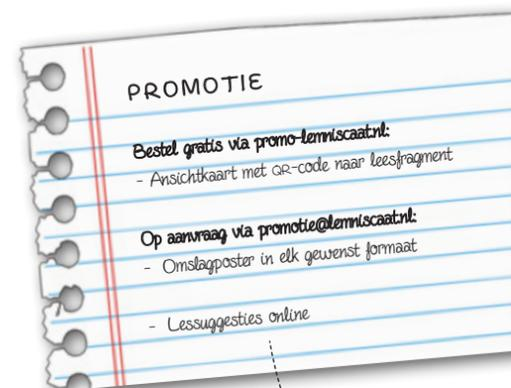 PROMOTIE
Bestel gratis via promo-lemniscaat.nl:
- Ansichtkaart met QR-code naar leesfragment
Op aanvraag via promotie@lemniscaat.nl:
- Omslagposter in elk gewenst formaat
- Lessuggesties online